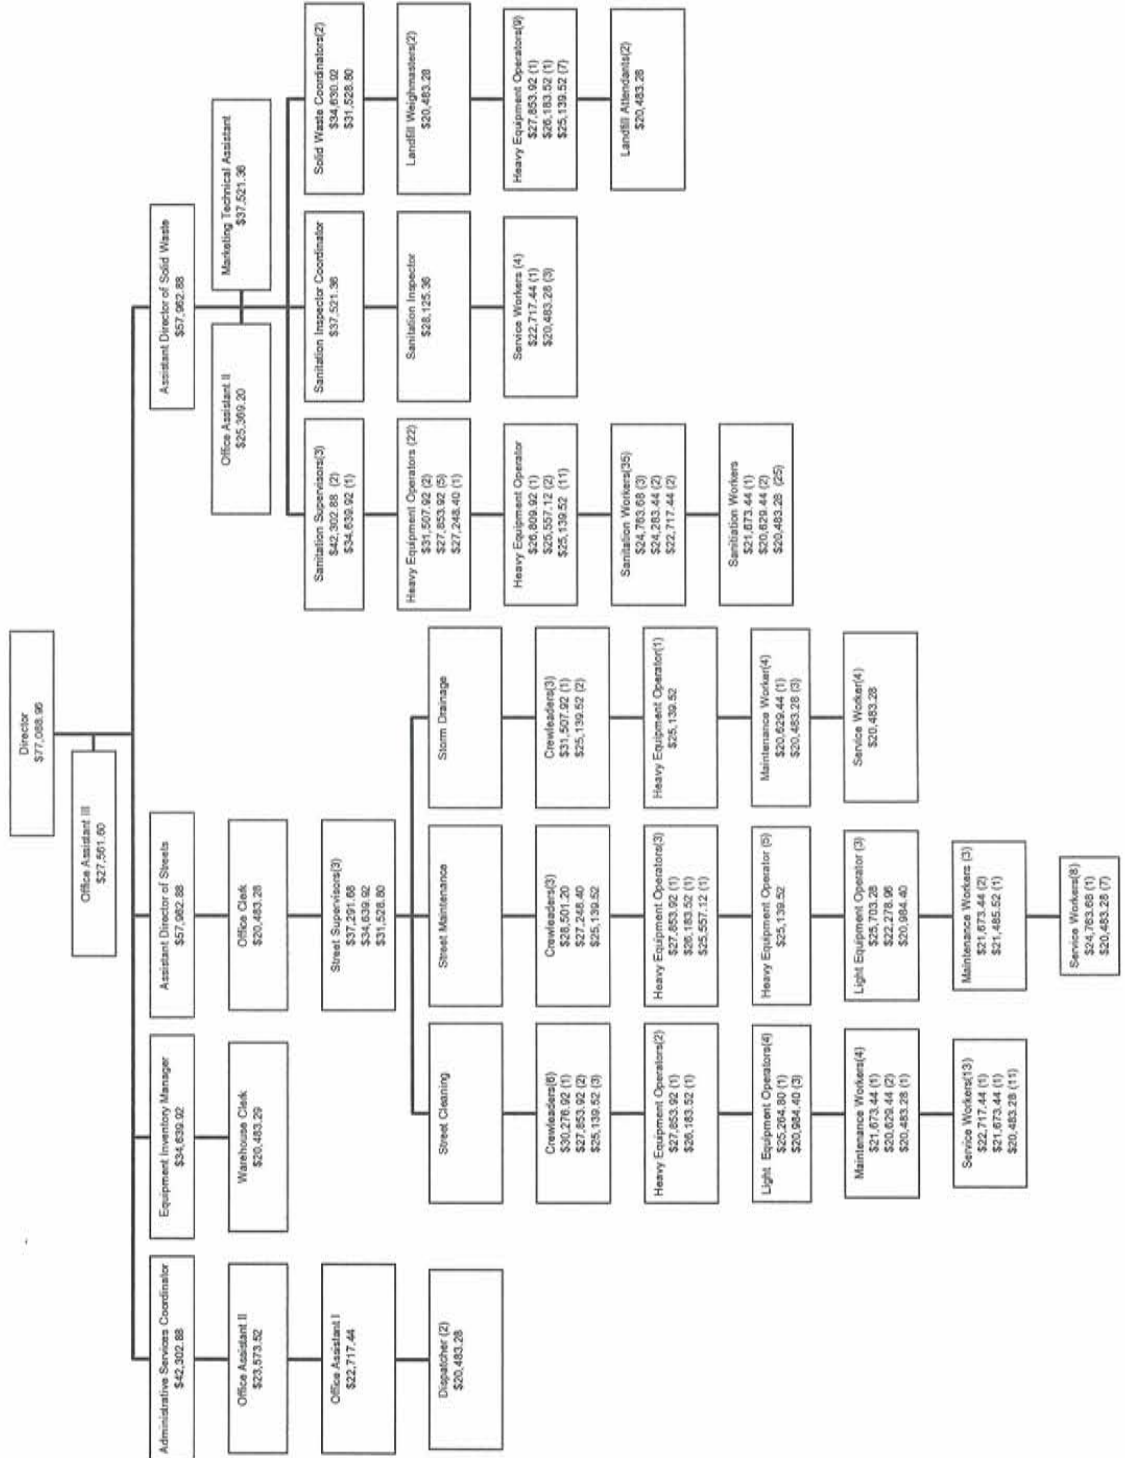 Director
$77,088.96
Office Assistant III
$27,561.60
Administrative Services Coordinator
$42,302.88
Office Assistant II
$23,573.52
Office Assistant I
$22,717.44
Dispatcher (2)
$20,483.28
Equipment Inventory Manager
$34,639.92
Warehouse Clerk
$20,483.29
Assistant Director of Streets
$57,962.88
Office Clerk
$20,483.28
Street Supervisors(3)
$37,291.68
$34,639.92
$31,528.80
Street Cleaning
Crewleaders(6)
$30,276.92 (1)
$27,853.92 (2)
$25,139.52 (3)
Heavy Equipment Operators(2)
$27,853.92 (1)
$26,183.52 (1)
Light Equipment Operators(4)
$25,264.80 (1)
$20,984.40 (3)
Maintenance Workers(4)
$21,673.44 (1)
$20,629.44 (2)
$20,483.28 (1)
Service Workers(13)
$22,717.44 (1)
$21,673.44 (1)
$20,483.28 (11)
Street Maintenance
Crewleaders(3)
$28,501.20
$27,248.40
$25,139.52
Heavy Equipment Operators(3)
$27,853.92 (1)
$26,183.52 (1)
$25,557.12 (1)
Heavy Equipment Operator (5)
$25,139.52
Light Equipment Operator (3)
$25,703.28
$22,278.96
$20,984.40
Maintenance Workers (3)
$21,673.44 (2)
$21,485.52 (1)
Service Workers(8)
$24,763.68 (1)
$20,483.28 (7)
Storm Drainage
Crewleaders(3)
$31,507.92 (1)
$25,139.52 (2)
Heavy Equipment Operator(1)
$25,139.52
Maintenance Worker(4)
$20,629.44 (1)
$20,483.28 (3)
Service Worker(4)
$20,483.28
Assistant Director of Solid Waste
$57,962.88
Office Assistant II
$25,369.20
Marketing Technical Assistant
$37,521.36
Sanitation Supervisors(3)
$42,302.88 (2)
$34,639.92 (1)
Heavy Equipment Operators (22)
$31,507.92 (2)
$27,853.92 (5)
$27,248.40 (1)
Heavy Equipment Operator
$26,809.92 (1)
$25,557.12 (2)
$25,139.52 (11)
Sanitation Workers(35)
$24,763.68 (3)
$24,283.44 (2)
$22,717.44 (2)
Sanitiation Workers
$21,673.44 (1)
$20,629.44 (2)
$20,483.28 (25)
Sanitation Inspector Coordinator
$37,521.36
Sanitation Inspector
$28,125.36
Service Workers (4)
$22,717.44 (1)
$20,483.28 (3)
Solid Waste Coordinators(2)
$34,630.92
$31,528.80
Landfill Weighmasters(2)
$20,483.28
Heavy Equipment Operators(9)
$27,853.92 (1)
$26,183.52 (1)
$25,139.52 (7)
Landfill Attendants(2)
$20,483.28